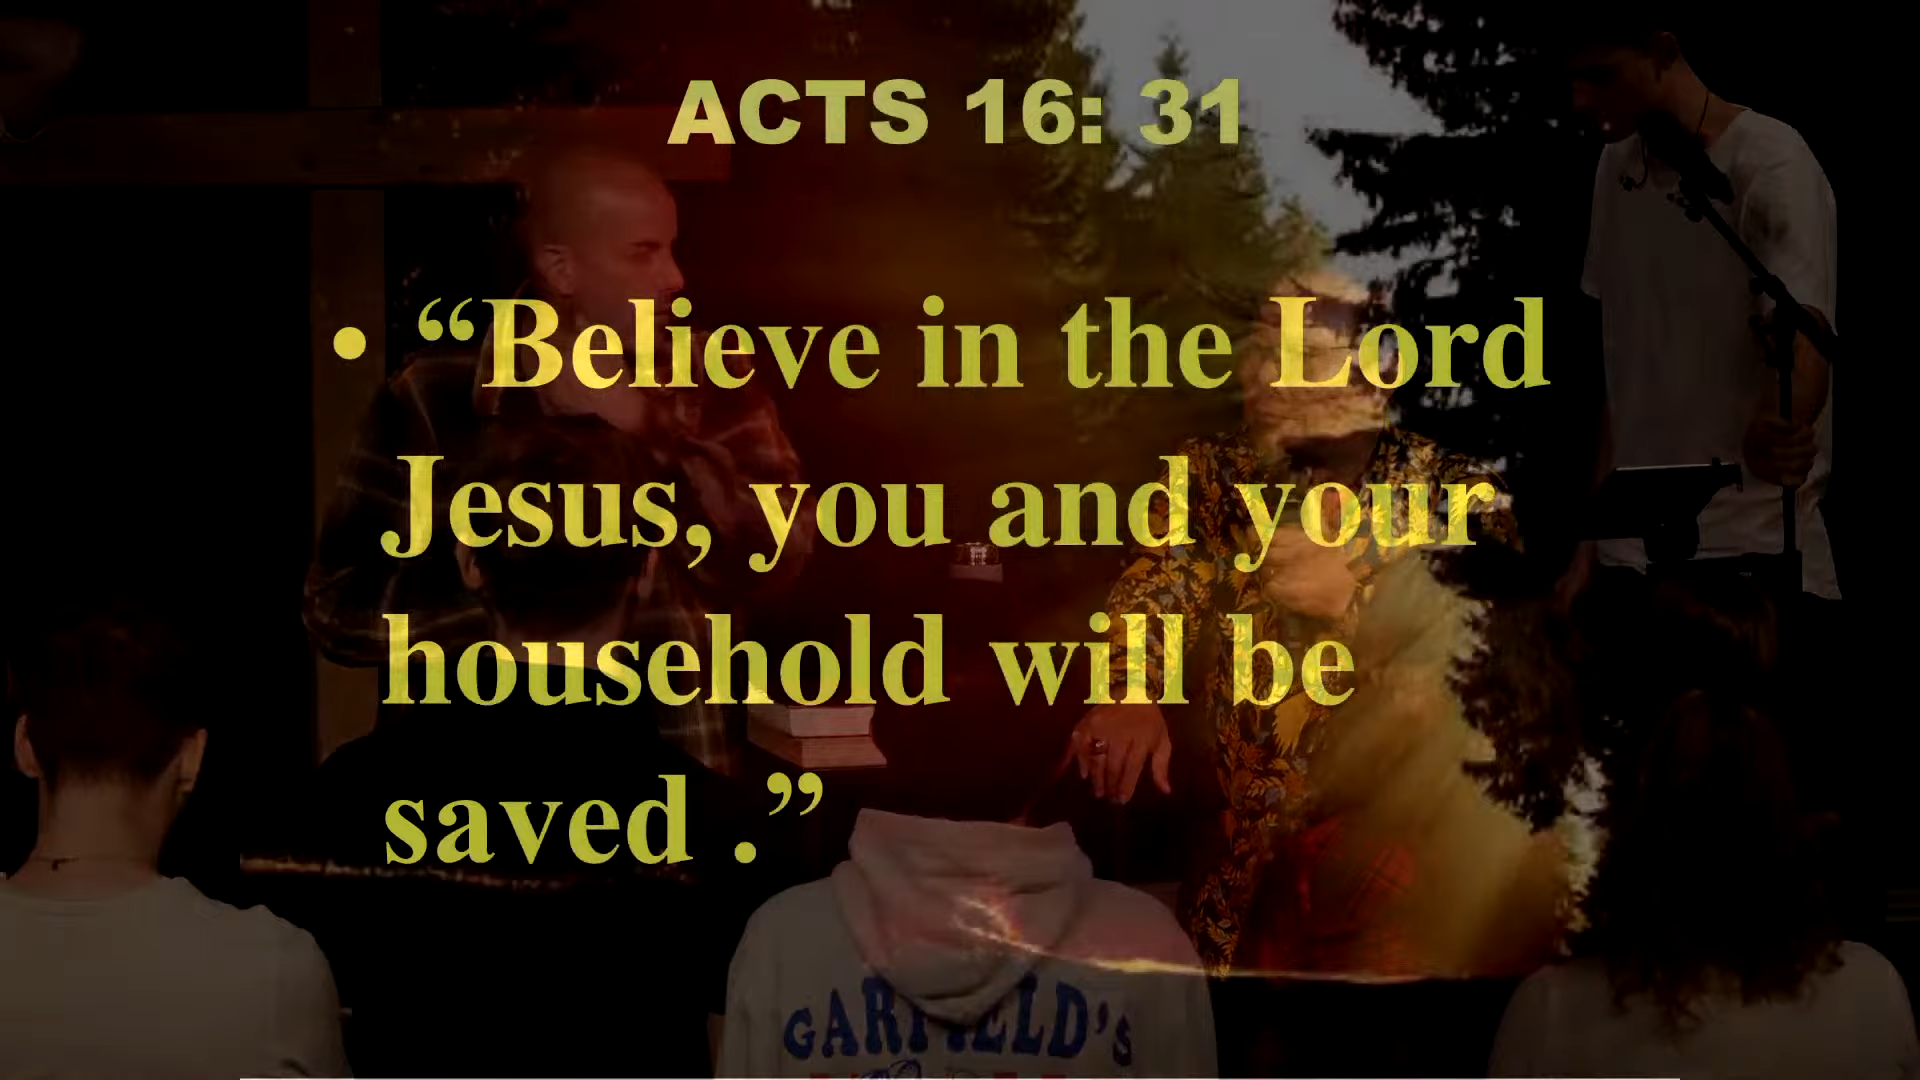 ACTS 16: 31
• “Believe in the Lord
Jesus, you and your
household will be
saved .”
GARFIELD's